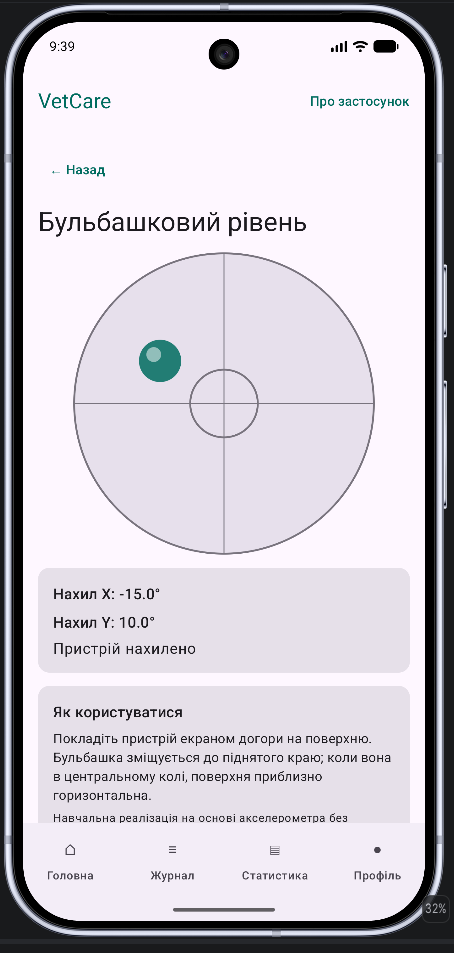 9:39
VetCare
Про застосунок
← Назад
Бульбашковий рівень
Нахил X: -15.0°
Нахил Y: 10.0°
Пристрій нахилено
Як користуватися
Покладіть пристрій екраном догори на поверхню.
Бульбашка зміщується до піднятого краю; коли вона
в центральному колі, поверхня приблизно
горизонтальна.
Навчальна реалізація на основі акселерометра без
Головна
Журнал
Статистика
Профіль
32%